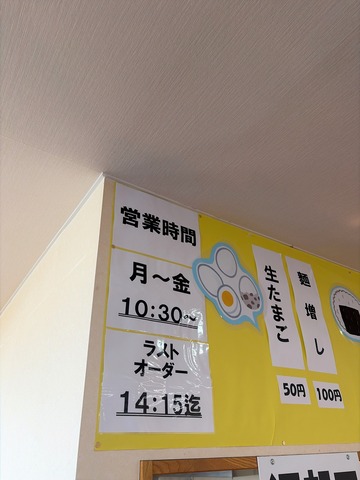 営業時間
月～金
10:30～
ラスト
オーダー
14:15迄
麺増し
100円
生たまご
50円